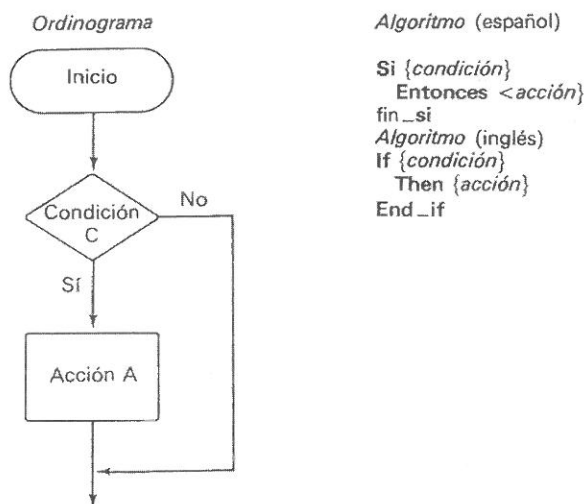 Ordinograma
Inicio
Condición
C
No
Sí
Acción A
Algoritmo (español)
Si {condición}
Entonces <acción}
fin_si
Algoritmo (inglés)
If {condición}
Then {acción}
End_if